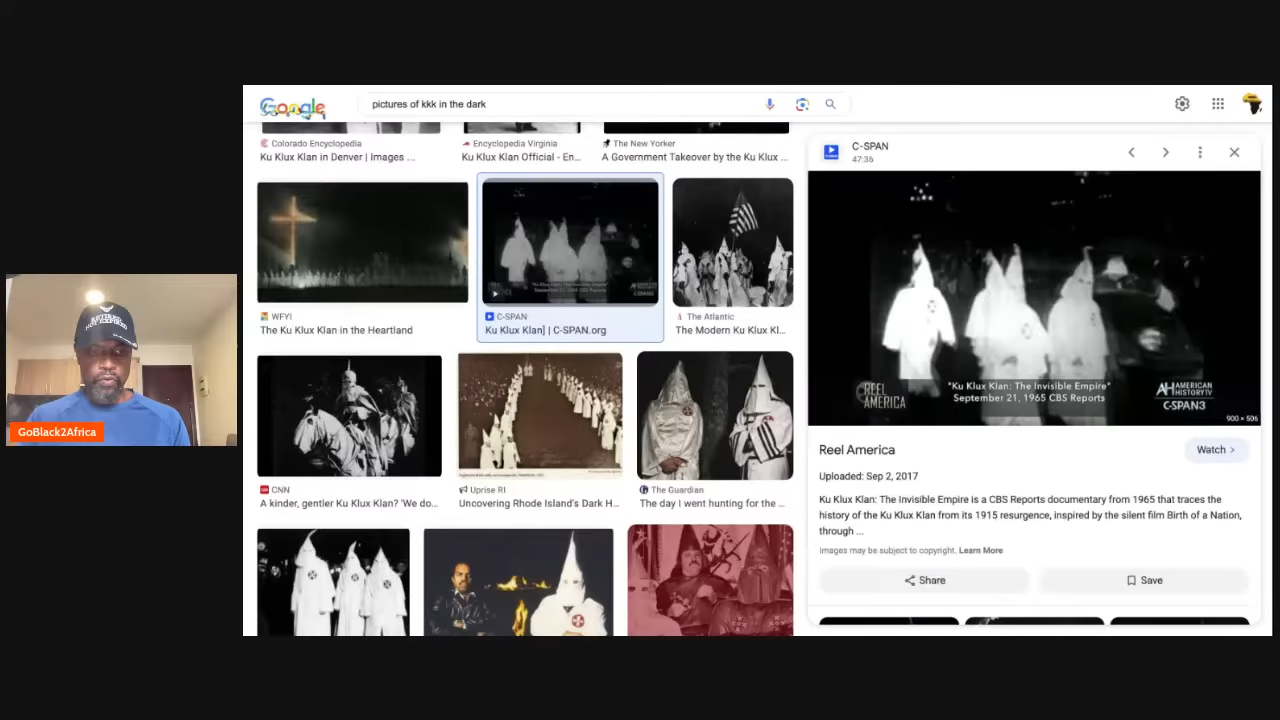 Google
pictures of kkk in the dark
Colorado Encyclopedia
Ku Klux Klan in Denver | Images ...
Encyclopedia Virginia
Ku Klux Klan Official - En...
The New Yorker
A Government Takeover by the Ku Klux ...
WFYI
The Ku Klux Klan in the Heartland
C-SPAN
Ku Klux Klan] | C-SPAN.org
The Atlantic
The Modern Ku Klux Kl...
CNN
A kinder, gentler Ku Klux Klan? 'We do...
Uprise RI
Uncovering Rhode Island's Dark H...
The Guardian
The day I went hunting for the ...
C-SPAN
47:36
REEL
AMERICA
"Ku Klux Klan: The Invisible Empire"
September 21, 1965 CBS Reports
AH AMERICAN
HISTORY TV
C-SPAN3
900 × 506
Reel America
Watch
Uploaded: Sep 2, 2017
Ku Klux Klan: The Invisible Empire is a CBS Reports documentary from 1965 that traces the
history of the Ku Klux Klan from its 1915 resurgence, inspired by the silent film Birth of a Nation,
through ...
Images may be subject to copyright. Learn More
Share
Save
GoBlack2Africa